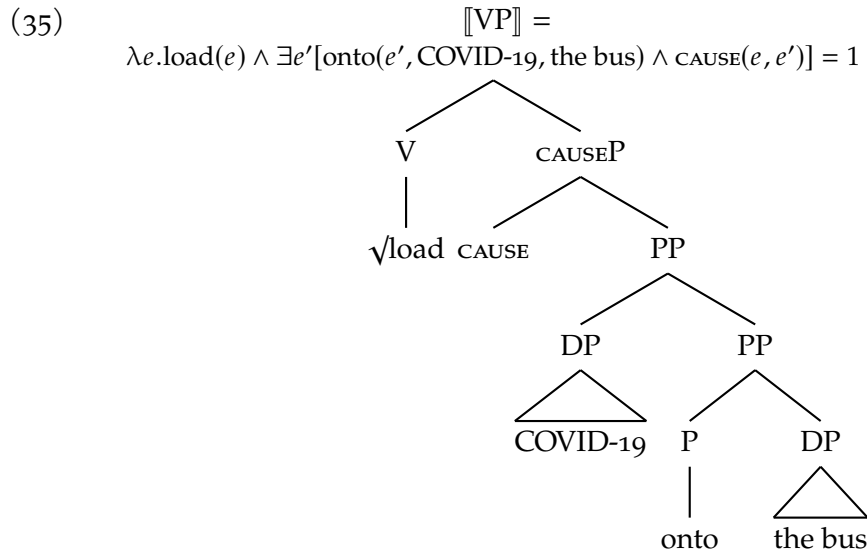 (35) ⟦VP⟧ =
λe.load(e) ∧ ∃e′[onto(e′, COVID-19, the bus) ∧ CAUSE(e, e′)] = 1
V CAUSEP
√load CAUSE PP
DP PP
COVID-19 P DP
onto the bus